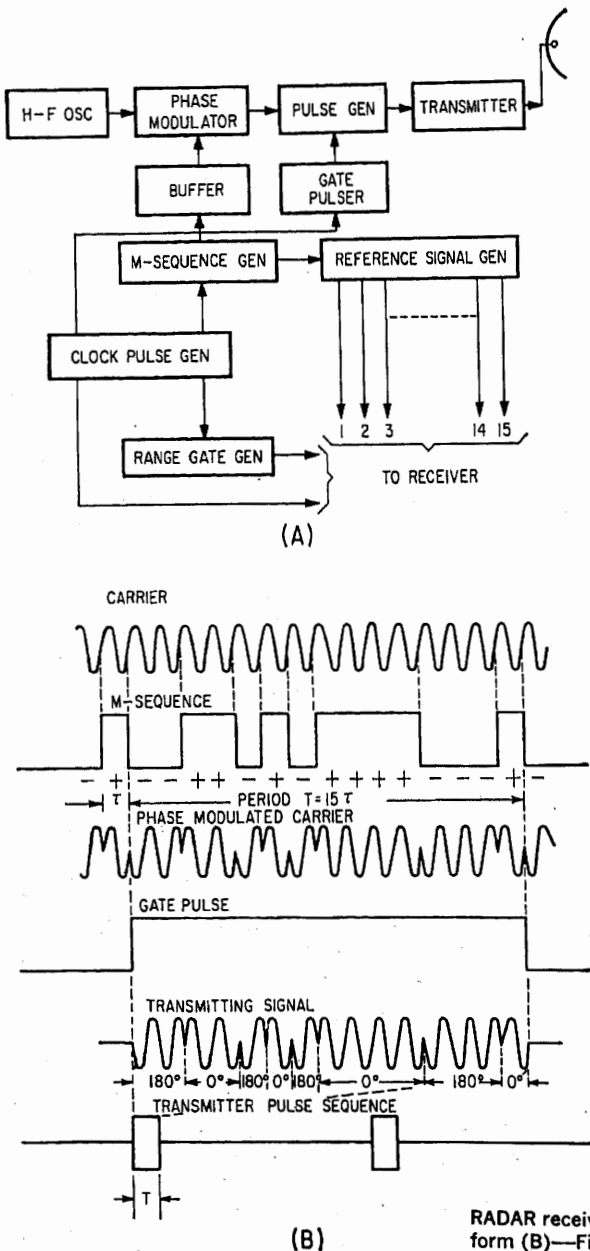 H-F OSC
PHASE
MODULATOR
PULSE GEN
TRANSMITTER
BUFFER
GATE
PULSER
M-SEQUENCE GEN
REFERENCE SIGNAL GEN
CLOCK PULSE GEN
1 2 3 14 15
RANGE GATE GEN
TO RECEIVER
(A)
CARRIER
M-SEQUENCE
- + - - + + - + - + + + + - - - + -
τ PERIOD T=15 τ
PHASE MODULATED CARRIER
GATE PULSE
TRANSMITTING SIGNAL
180° 0° 180° 0° 180° 0° 180° 0°
TRANSMITTER PULSE SEQUENCE
T
(B)
RADAR receiv
form (B)—Fi